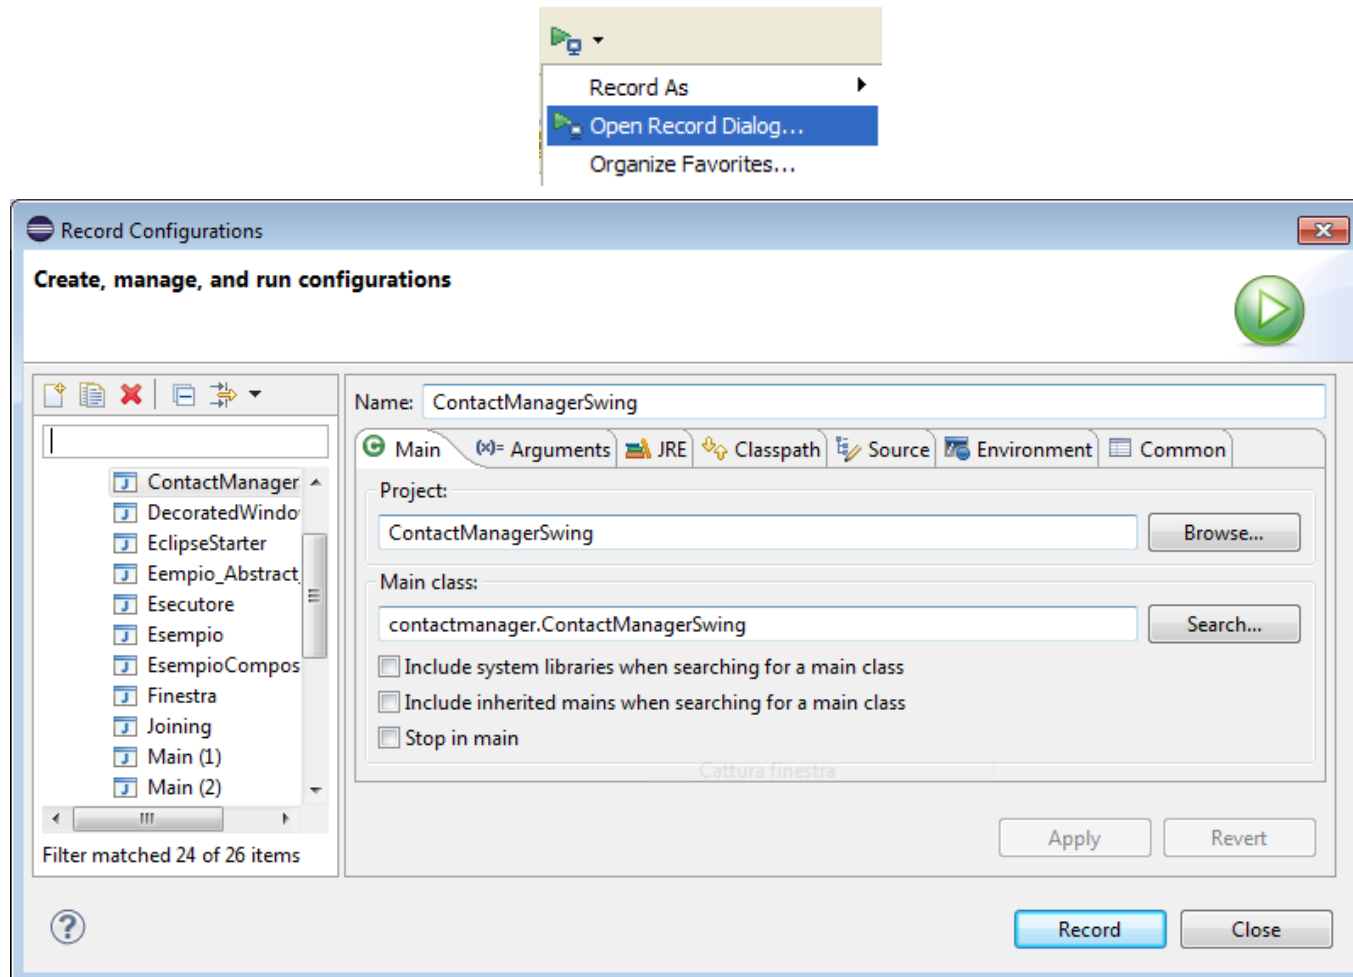 Record As
Open Record Dialog...
Organize Favorites...
Record Configurations
Create, manage, and run configurations
Name: ContactManagerSwing
Main (x)= Arguments JRE Classpath Source Environment Common
ContactManager
DecoratedWindo
EclipseStarter
Eempio_Abstract_
Esecutore
Esempio
EsempioCompos
Finestra
Joining
Main (1)
Main (2)
Filter matched 24 of 26 items
Project:
ContactManagerSwing Browse...
Main class:
contactmanager.ContactManagerSwing Search...
Include system libraries when searching for a main class
Include inherited mains when searching for a main class
Stop in main
Cattura finestra
Apply Revert
Record Close